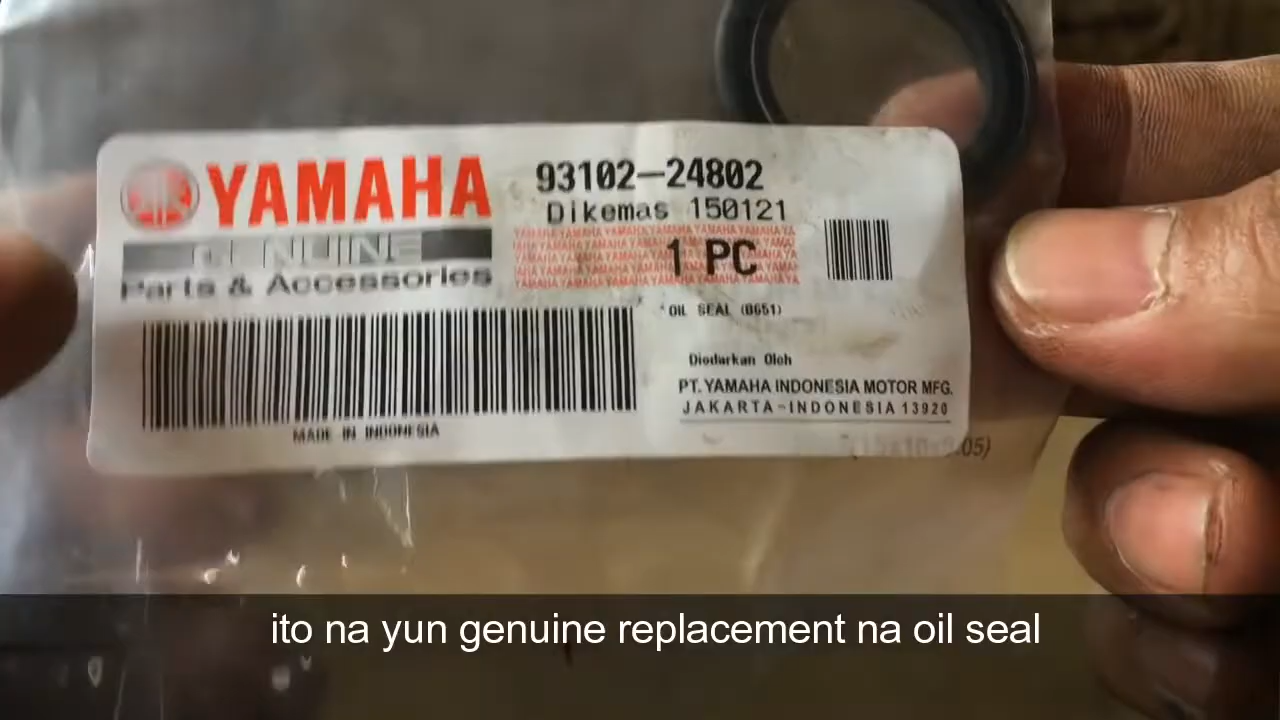 YAMAHA
GENUINE
Parts & Accessories
93102-24802
Dikemas 150121
1 PC
OIL SEAL (B651)
Diedarkan Oleh
PT. YAMAHA INDONESIA MOTOR MFG.
JAKARTA-INDONESIA 13920
MADE IN INDONESIA
ito na yun genuine replacement na oil seal